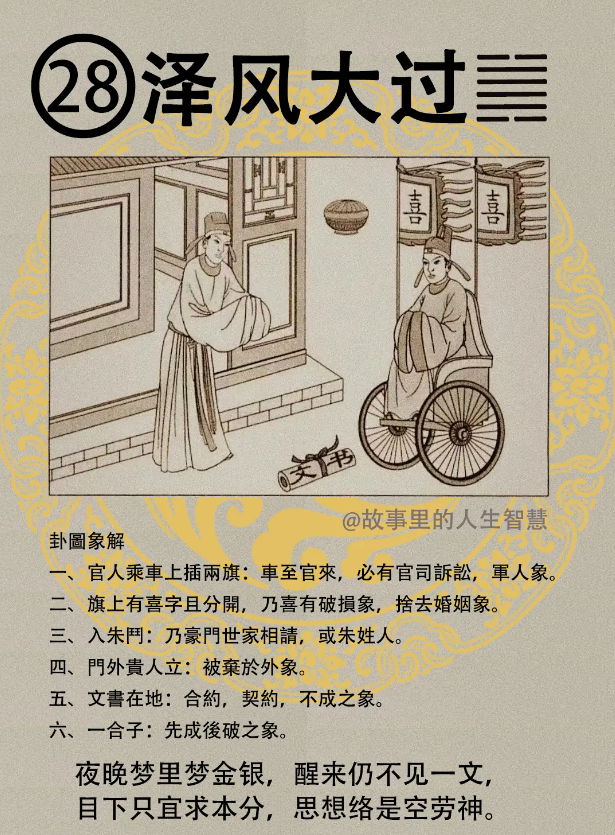 28 泽风大过
喜 喜
文书
@故事里的人生智慧
卦圖象解
一、官人乘車上插兩旗：車至官來，必有官司訴訟，軍人象。
二、旗上有喜字且分開，乃喜有破損象，捨去婚姻象。
三、入朱門：乃豪門世家相請，或朱姓人。
四、門外貴人立：被棄於外象。
五、文書在地：合約，契約，不成之象。
六、一合子：先成後破之象。
夜晚梦里梦金银，醒来仍不见一文，
目下只宜求本分，思想络是空劳神。